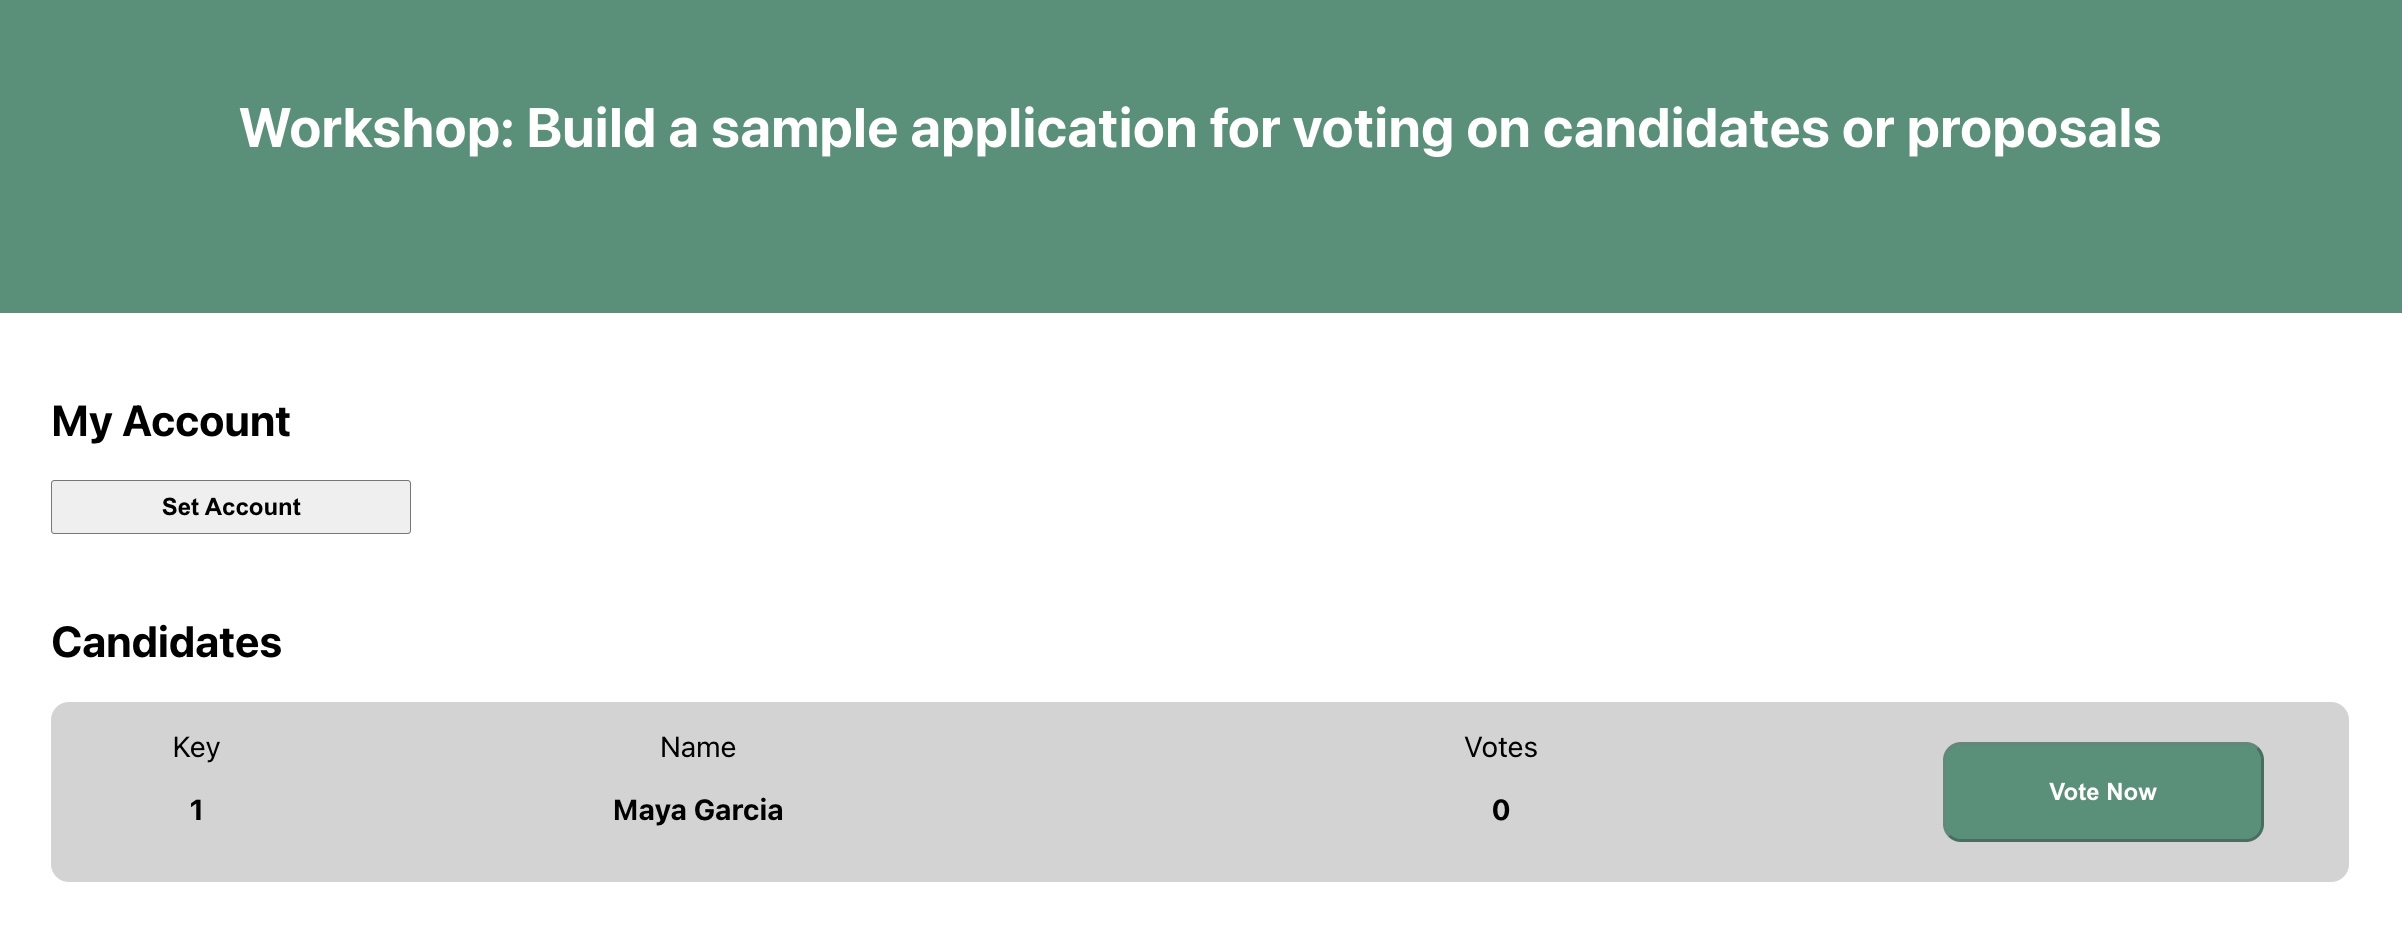 Workshop: Build a sample application for voting on candidates or proposals
My Account
Set Account
Candidates
Key Name Votes
1 Maya Garcia 0
Vote Now